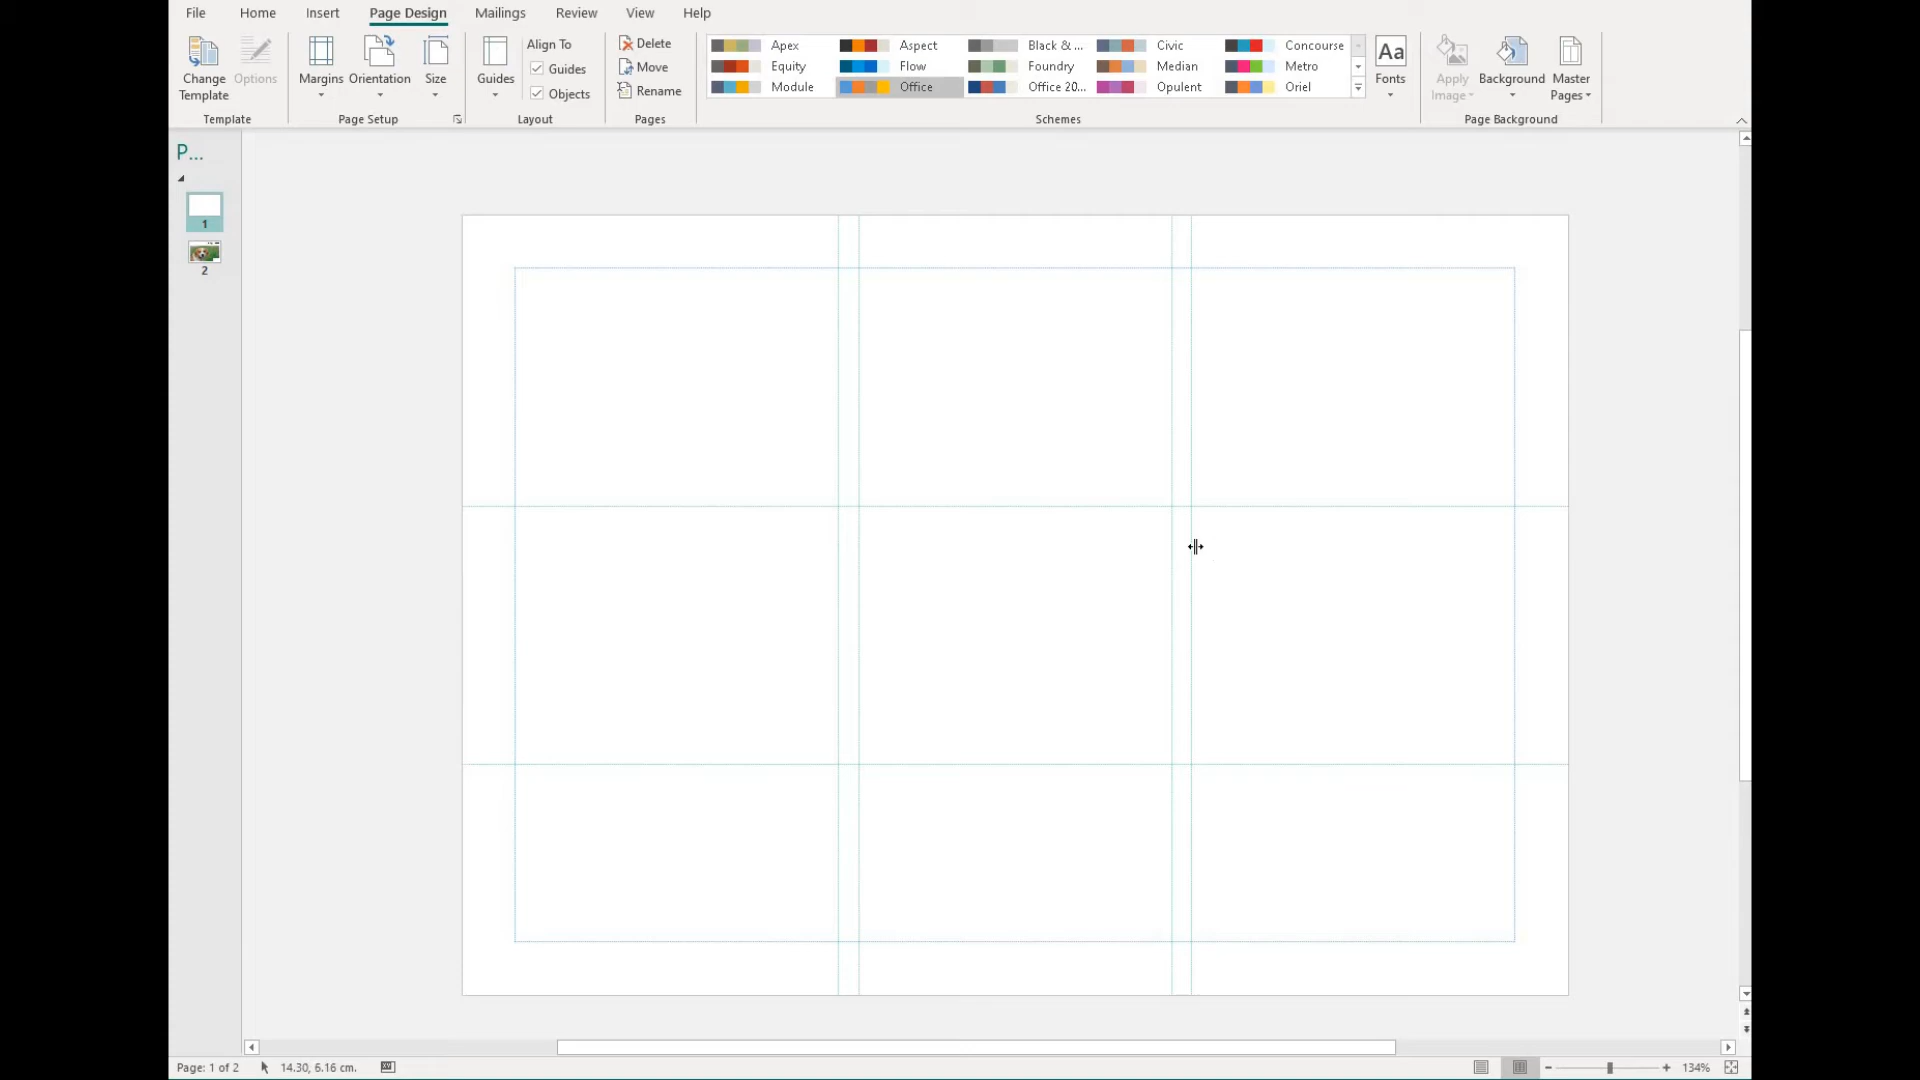 File Home Insert Page Design Mailings Review View Help
Change Template
Options
Template
Margins
Orientation
Size
Page Setup
Guides
Align To
Guides
Objects
Layout
Delete
Move
Rename
Pages
Apex Aspect Black & ... Civic Concourse
Equity Flow Foundry Median Metro
Module Office Office 20... Opulent Oriel
Schemes
Aa
Fonts
Apply Image
Background
Master Pages
Page Background
P...
1
2
Page: 1 of 2 14.30, 6.16 cm. 134%